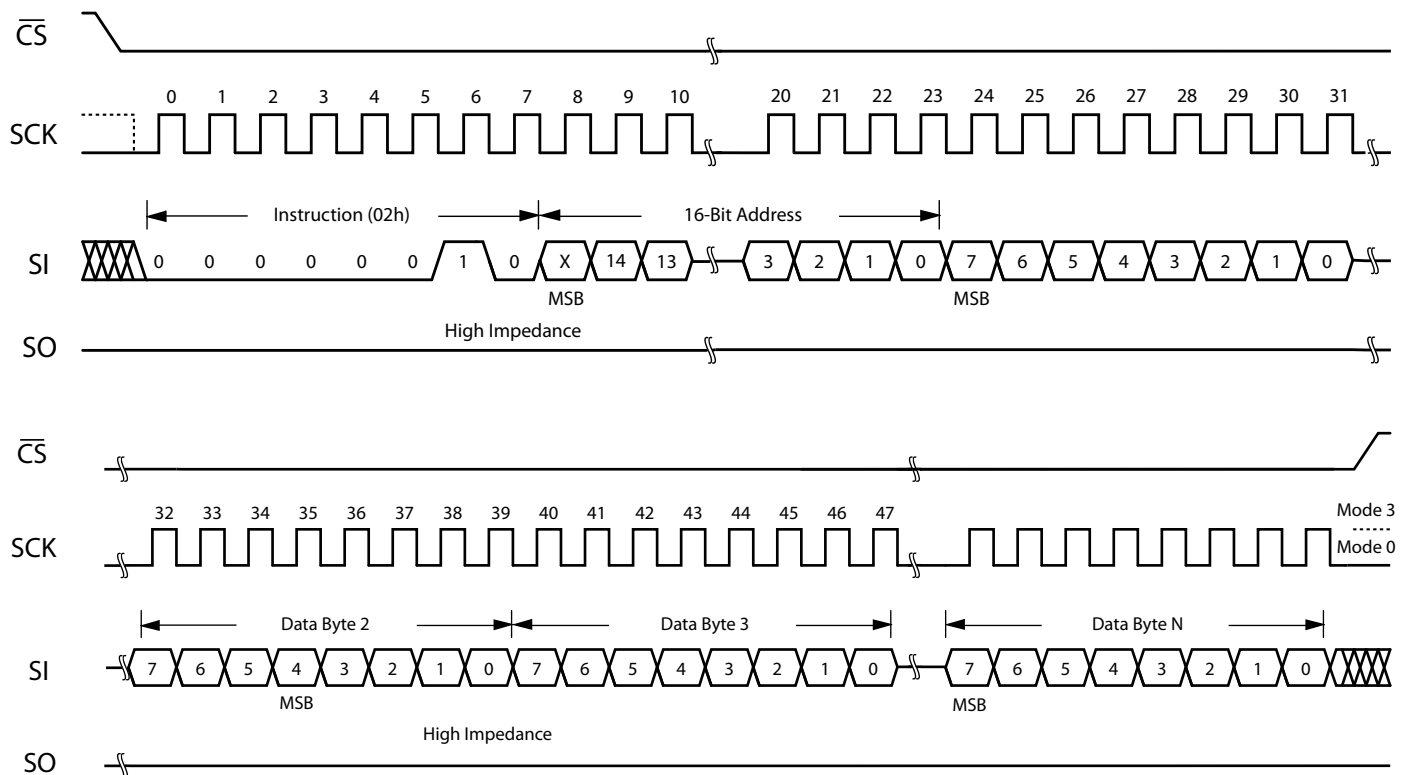 CS
0 1 2 3 4 5 6 7 8 9 10 20 21 22 23 24 25 26 27 28 29 30 31
SCK
Instruction (02h) 16-Bit Address
SI 0 0 0 0 0 0 1 0 X 14 13 3 2 1 0 7 6 5 4 3 2 1 0
MSB MSB
High Impedance
SO
CS
32 33 34 35 36 37 38 39 40 41 42 43 44 45 46 47 Mode 3
SCK Mode 0
Data Byte 2 Data Byte 3 Data Byte N
SI 7 6 5 4 3 2 1 0 7 6 5 4 3 2 1 0 7 6 5 4 3 2 1 0
MSB MSB
High Impedance
SO